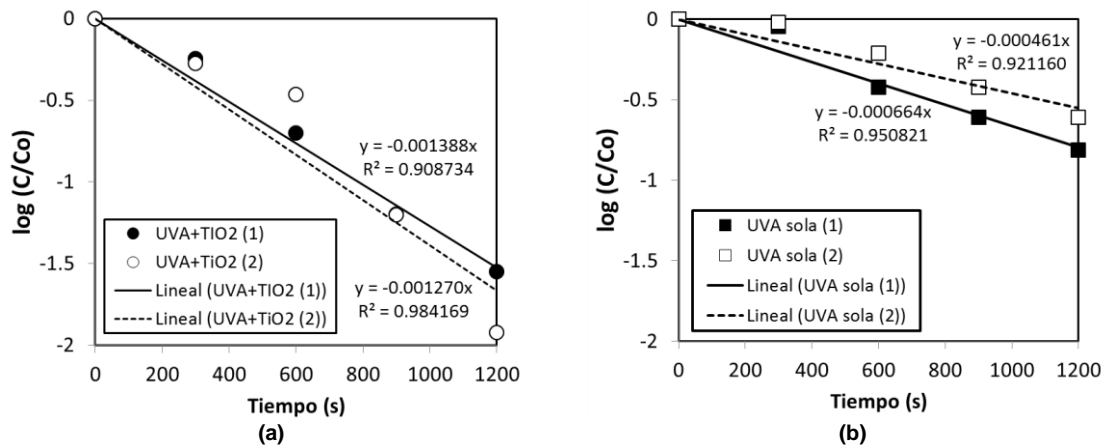 0
-0.5
-1
-1.5
-2
log (C/Co)
y = -0.001388x
R² = 0.908734
y = -0.001270x
R² = 0.984169
UVA+TIO2 (1)
UVA+TiO2 (2)
Lineal (UVA+TIO2 (1))
Lineal (UVA+TiO2 (2))
0 200 400 600 800 1000 1200
Tiempo (s)
(a)
0
-0.5
-1
-1.5
-2
log (C/Co)
y = -0.000461x
R² = 0.921160
y = -0.000664x
R² = 0.950821
UVA sola (1)
UVA sola (2)
Lineal (UVA sola (1))
Lineal (UVA sola (2))
0 200 400 600 800 1000 1200
Tiempo (s)
(b)